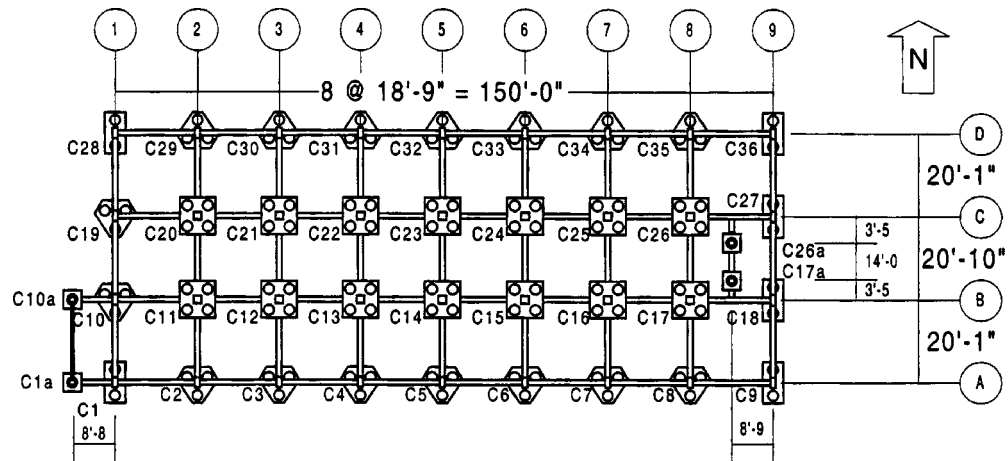 1 2 3 4 5 6 7 8 9
N
8 @ 18'-9" = 150'-0"
C28 C29 C30 C31 C32 C33 C34 C35 C36
D
20'-1"
C27
C19 C20 C21 C22 C23 C24 C25 C26
C
3'-5
C26a
14'-0
20'-10"
C17a
3'-5
C10a
C10 C11 C12 C13 C14 C15 C16 C17 C18
B
20'-1"
C1a
C1 C2 C3 C4 C5 C6 C7 C8 C9
A
8'-8
8'-9